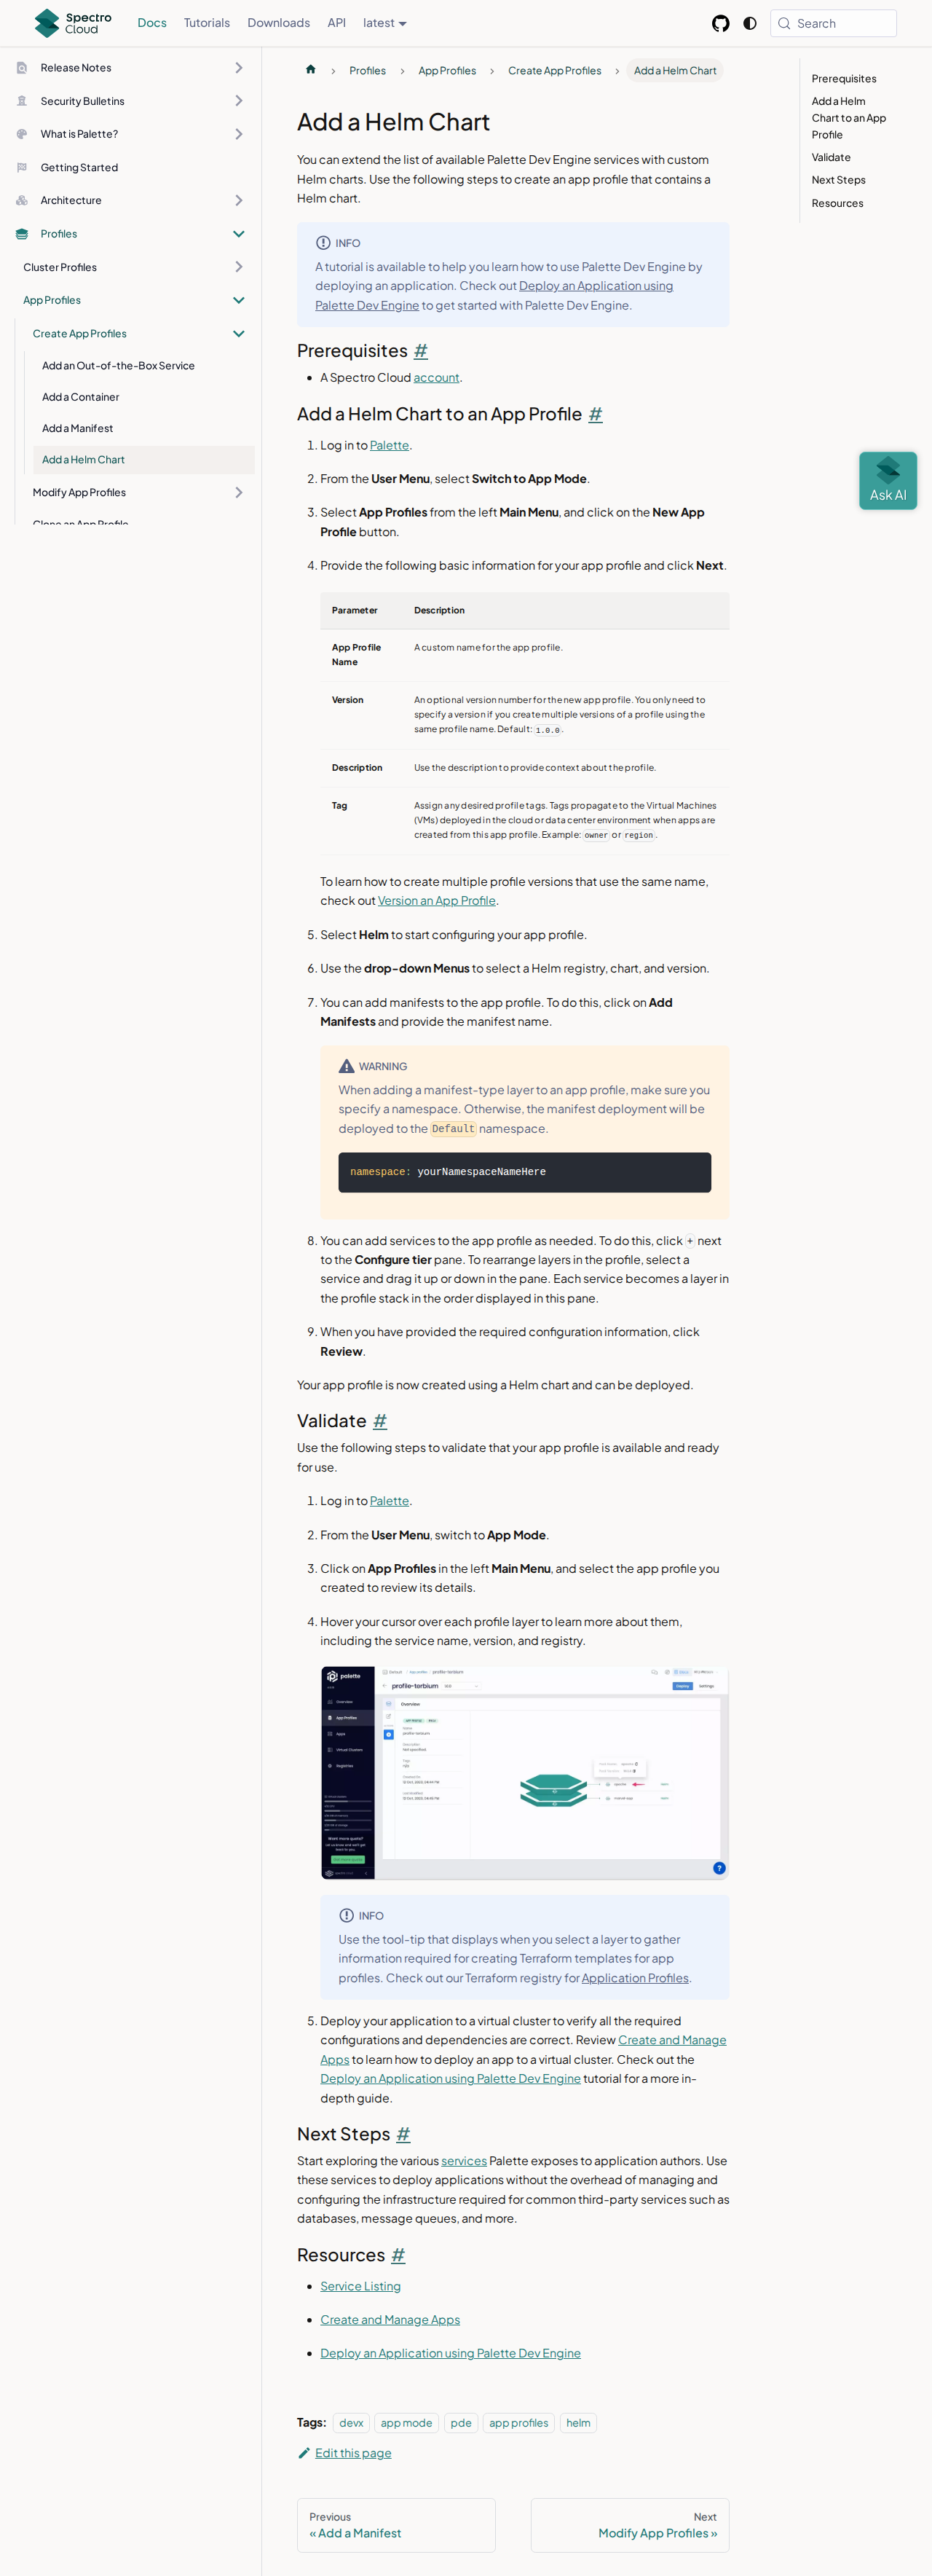 Spectro Cloud
Docs
Tutorials
Downloads
API
latest
Search
Release Notes
Security Bulletins
What is Palette?
Getting Started
Architecture
Profiles
Cluster Profiles
App Profiles
Create App Profiles
Add an Out-of-the-Box Service
Add a Container
Add a Manifest
Add a Helm Chart
Modify App Profiles
Clone an App Profile
Profiles
App Profiles
Create App Profiles
Add a Helm Chart
Add a Helm Chart
You can extend the list of available Palette Dev Engine services with custom
Helm charts. Use the following steps to create an app profile that contains a
Helm chart.
INFO
A tutorial is available to help you learn how to use Palette Dev Engine by
deploying an application. Check out Deploy an Application using
Palette Dev Engine to get started with Palette Dev Engine.
Prerequisites #
• A Spectro Cloud account.
Add a Helm Chart to an App Profile #
1. Log in to Palette.
2. From the User Menu, select Switch to App Mode.
3. Select App Profiles from the left Main Menu, and click on the New App
Profile button.
4. Provide the following basic information for your app profile and click Next.
Parameter Description
App Profile
Name
A custom name for the app profile.
Version
An optional version number for the new app profile. You only need to
specify a version if you create multiple versions of a profile using the
same profile name. Default: 1.0.0.
Description
Use the description to provide context about the profile.
Tag
Assign any desired profile tags. Tags propagate to the Virtual Machines
(VMs) deployed in the cloud or data center environment when apps are
created from this app profile. Example: owner or region.
To learn how to create multiple profile versions that use the same name,
check out Version an App Profile.
5. Select Helm to start configuring your app profile.
6. Use the drop-down Menus to select a Helm registry, chart, and version.
7. You can add manifests to the app profile. To do this, click on Add
Manifests and provide the manifest name.
WARNING
When adding a manifest-type layer to an app profile, make sure you
specify a namespace. Otherwise, the manifest deployment will be
deployed to the Default namespace.
namespace: yourNamespaceNameHere
8. You can add services to the app profile as needed. To do this, click + next
to the Configure tier pane. To rearrange layers in the profile, select a
service and drag it up or down in the pane. Each service becomes a layer in
the profile stack in the order displayed in this pane.
9. When you have provided the required configuration information, click
Review.
Your app profile is now created using a Helm chart and can be deployed.
Validate #
Use the following steps to validate that your app profile is available and ready
for use.
1. Log in to Palette.
2. From the User Menu, switch to App Mode.
3. Click on App Profiles in the left Main Menu, and select the app profile you
created to review its details.
4. Hover your cursor over each profile layer to learn more about them,
including the service name, version, and registry.
palette
profile-terbium
Deploy
Settings
Overview
App Profiles
Apps
Virtual Clusters
Registries
INFO
Use the tool-tip that displays when you select a layer to gather
information required for creating Terraform templates for app
profiles. Check out our Terraform registry for Application Profiles.
5. Deploy your application to a virtual cluster to verify all the required
configurations and dependencies are correct. Review Create and Manage
Apps to learn how to deploy an app to a virtual cluster. Check out the
Deploy an Application using Palette Dev Engine tutorial for a more in-
depth guide.
Next Steps #
Start exploring the various services Palette exposes to application authors. Use
these services to deploy applications without the overhead of managing and
configuring the infrastructure required for common third-party services such as
databases, message queues, and more.
Resources #
• Service Listing
• Create and Manage Apps
• Deploy an Application using Palette Dev Engine
Tags: devx app mode pde app profiles helm
Edit this page
Previous
« Add a Manifest
Next
Modify App Profiles »
Prerequisites
Add a Helm
Chart to an App
Profile
Validate
Next Steps
Resources
Ask AI